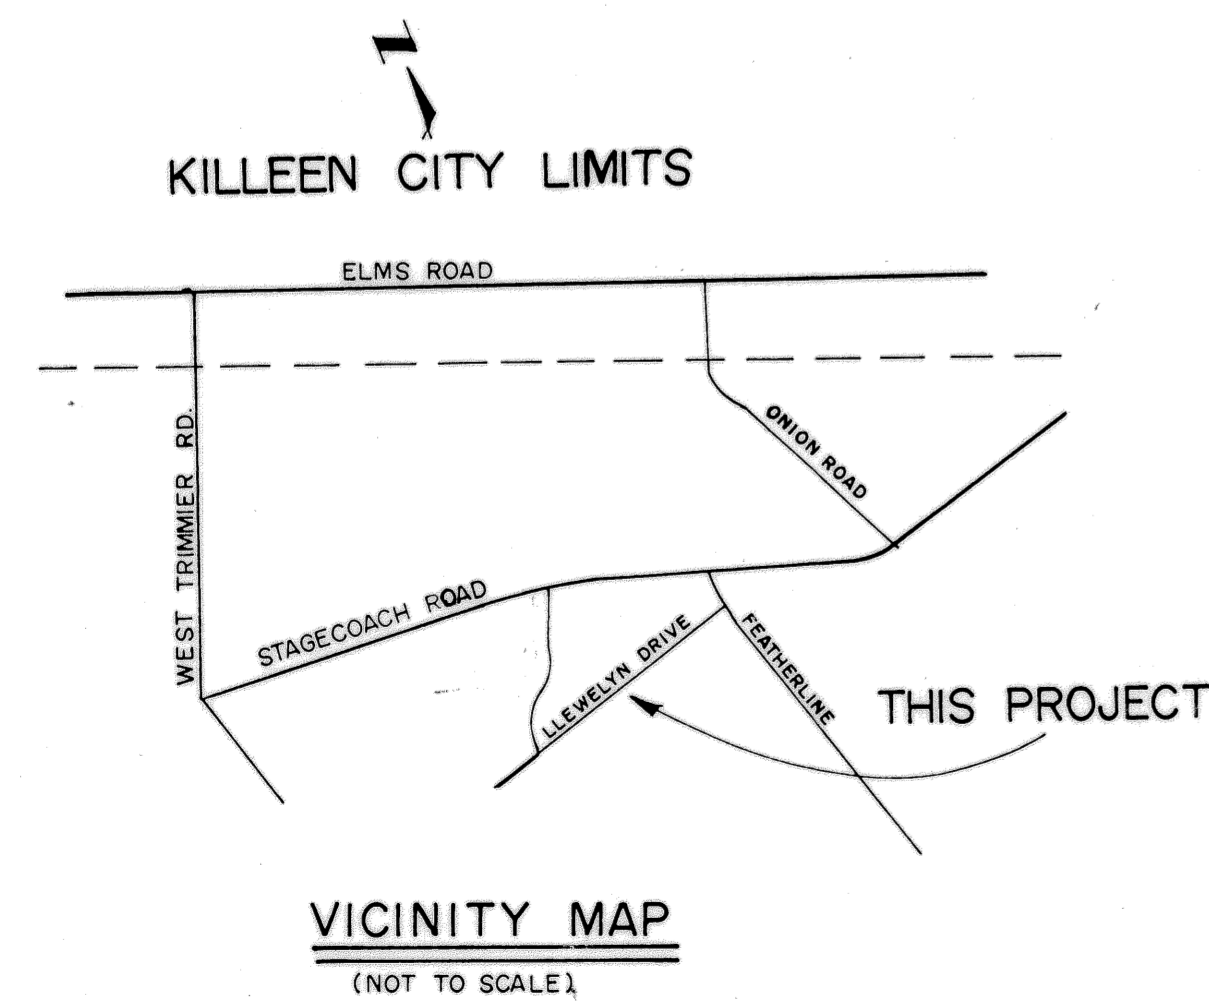 N
KILLEEN CITY LIMITS
ELMS ROAD
ONION ROAD
WEST TRIMMIER RD.
STAGECOACH ROAD
LLEWELYN DRIVE
FEATHERLINE
THIS PROJECT
VICINITY MAP
(NOT TO SCALE)